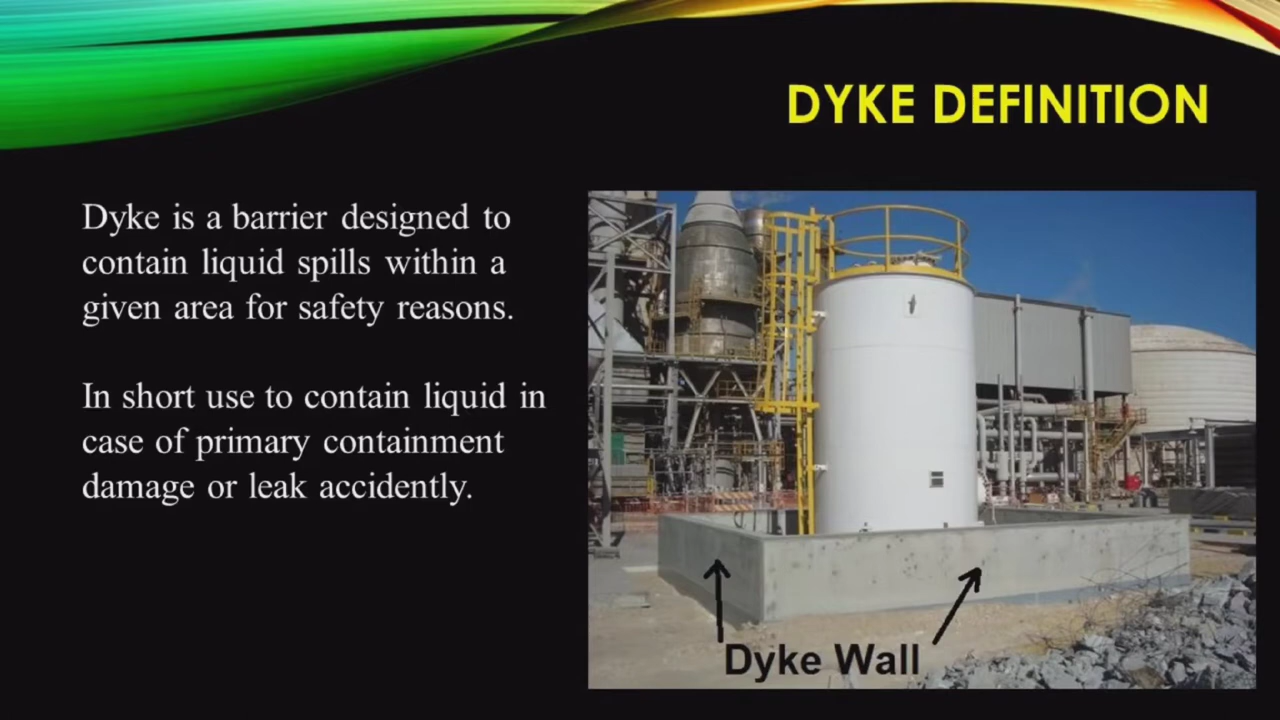 DYKE DEFINITION
Dyke is a barrier designed to
contain liquid spills within a
given area for safety reasons.
In short use to contain liquid in
case of primary containment
damage or leak accidently.
Dyke Wall